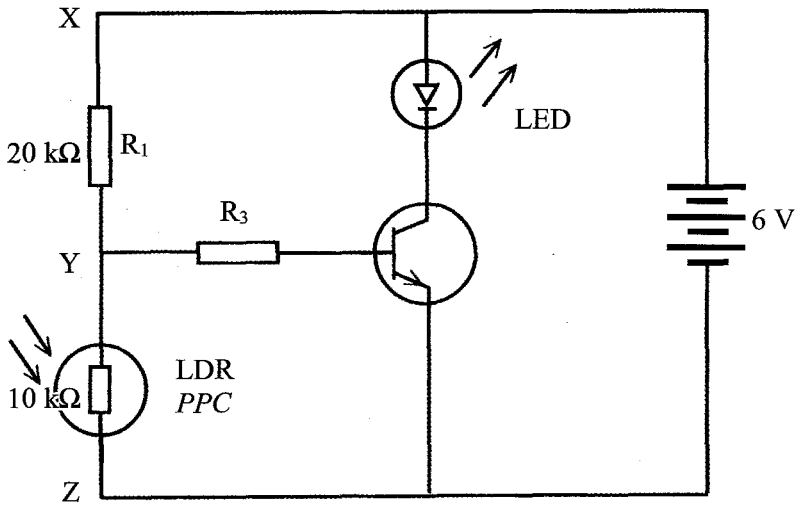 X
LED
20 kΩ R₁
R₃
6 V
Y
LDR
10 kΩ PPC
Z